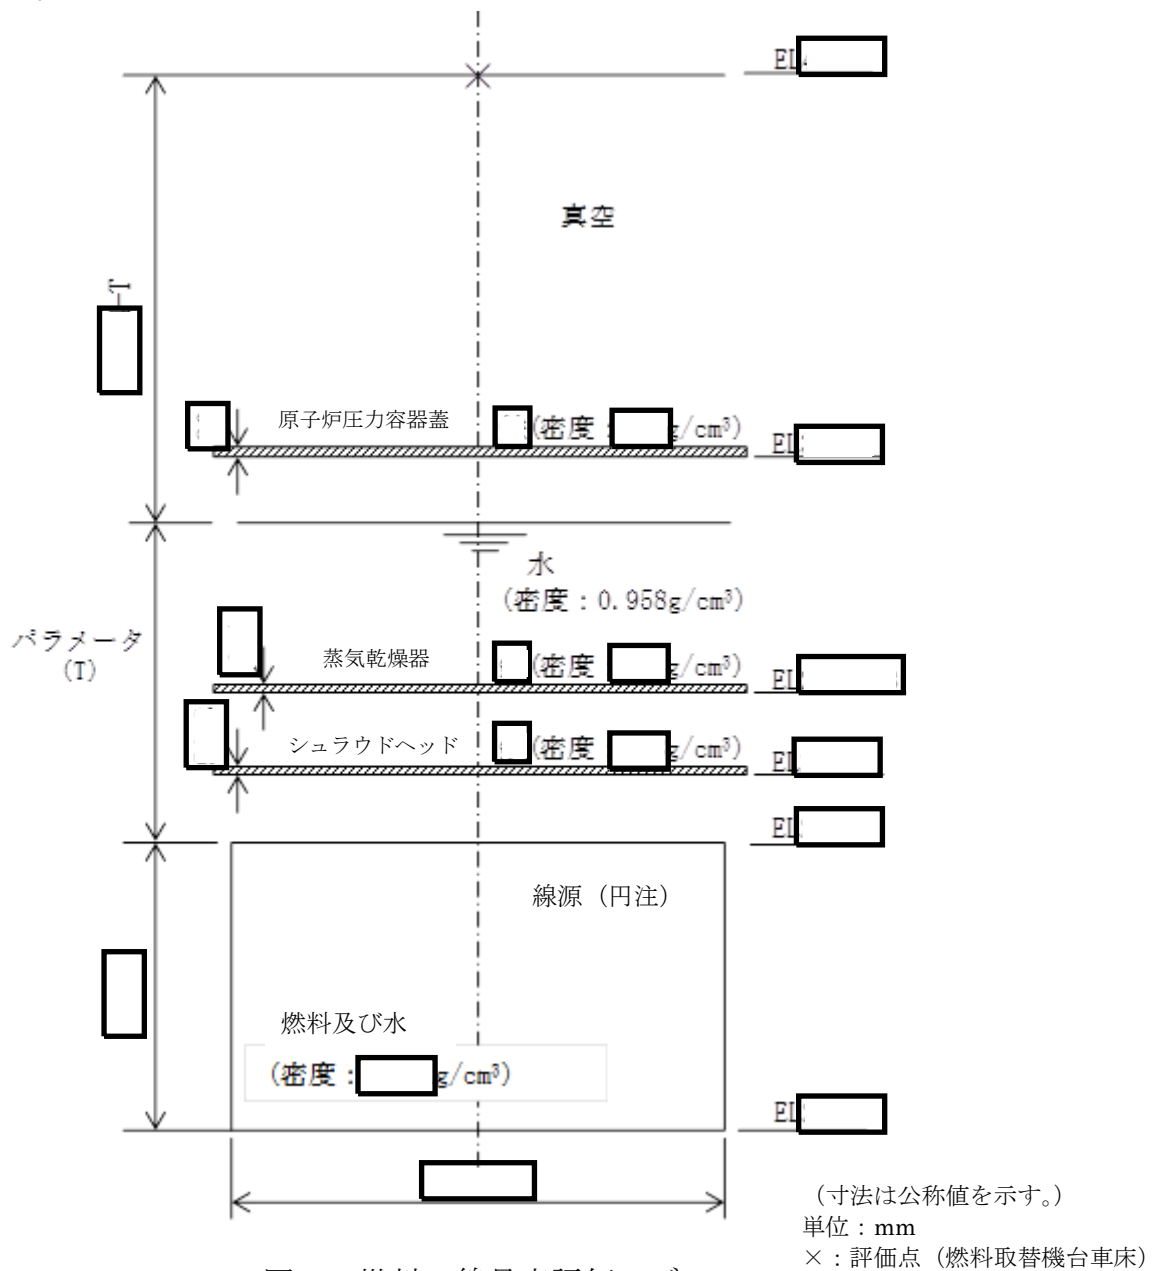 EL
真空
-T
原子炉圧力容器蓋
(密度: g/cm³)
EL
水
(密度:0.958g/cm³)
パラメータ
(T)
蒸気乾燥器
(密度 g/cm³)
EL
シュラウドヘッド
(密度 g/cm³)
EL
EL
線源（円注）
燃料及び水
(密度: g/cm³)
EL
（寸法は公称値を示す。）
単位：mm
×：評価点（燃料取替機台車床）